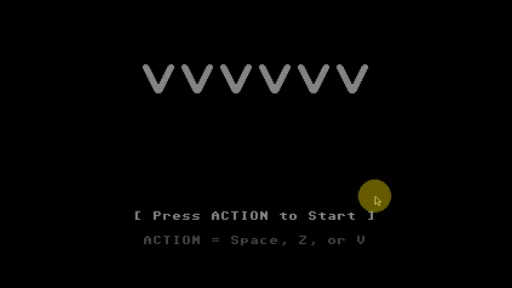 VVVVVV
[ Press ACTION to Start ]
ACTION = Space, Z, or V